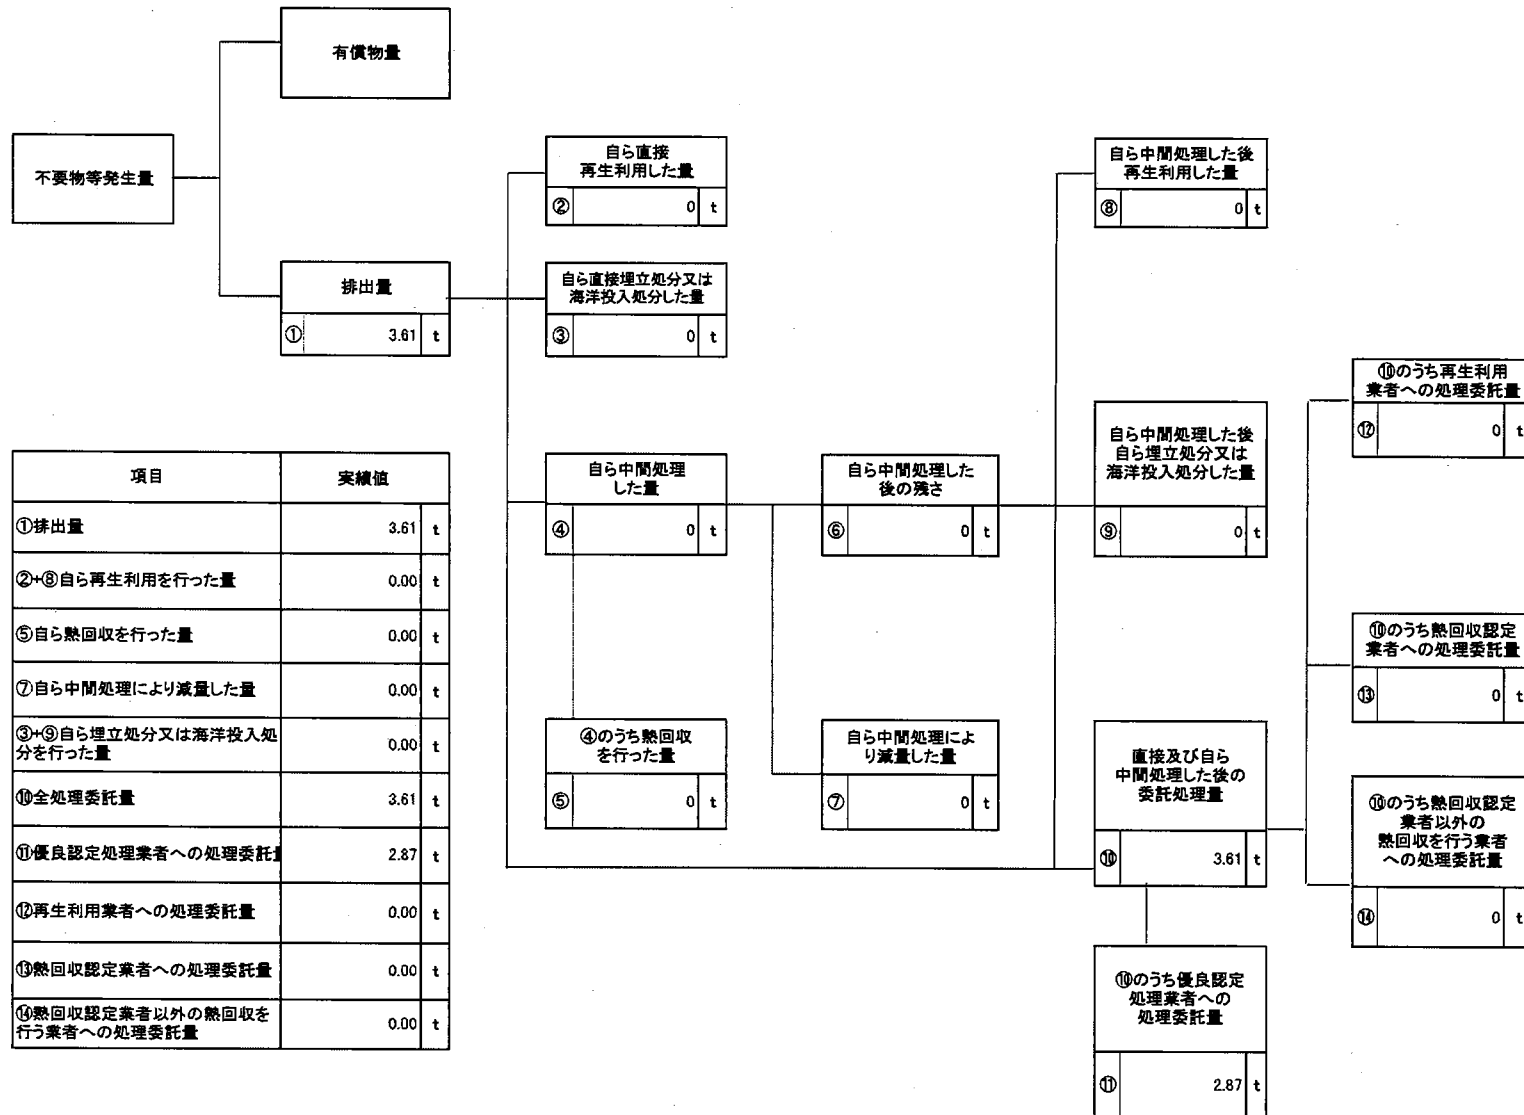 有償物量
不要物等発生量
排出量
① 3.61 t
自ら直接
再生利用した量
② 0 t
自ら直接埋立処分又は
海洋投入処分した量
③ 0 t
自ら中間処理
した量
④ 0 t
④のうち熱回収
を行った量
⑤ 0 t
自ら中間処理した
後の残さ
⑥ 0 t
自ら中間処理によ
り減量した量
⑦ 0 t
自ら中間処理した後
再生利用した量
⑧ 0 t
自ら中間処理した後
自ら埋立処分又は
海洋投入処分した量
⑨ 0 t
直接及び自ら
中間処理した後の
委託処理量
⑩ 3.61 t
⑩のうち優良認定
処理業者への
処理委託量
⑪ 2.87 t
⑩のうち再生利用
業者への処理委託量
⑫ 0 t
⑩のうち熱回収認定
業者への処理委託量
⑬ 0 t
⑩のうち熱回収認定
業者以外の
熱回収を行う業者
への処理委託量
⑭ 0 t
項目 実績値
①排出量 3.61 t
②+⑧自ら再生利用を行った量 0.00 t
⑤自ら熱回収を行った量 0.00 t
⑦自ら中間処理により減量した量 0.00 t
③+⑨自ら埋立処分又は海洋投入処
分を行った量 0.00 t
⑩全処理委託量 3.61 t
⑪優良認定処理業者への処理委託 2.87 t
⑫再生利用業者への処理委託量 0.00 t
⑬熱回収認定業者への処理委託量 0.00 t
⑭熱回収認定業者以外の熱回収を
行う業者への処理委託量 0.00 t